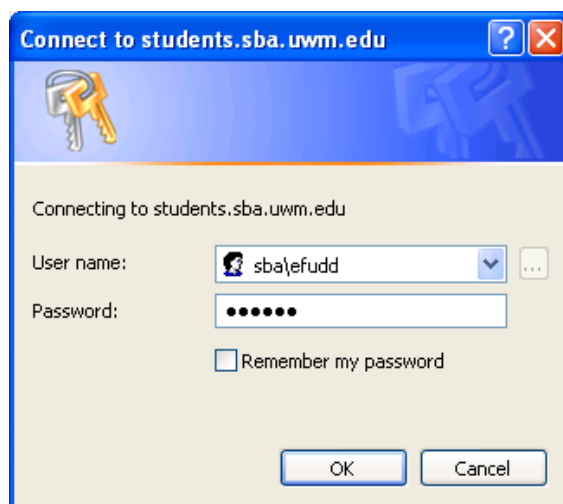 Connect to students.sba.uwm.edu
?
Connecting to students.sba.uwm.edu
User name:
sba\efudd
...
Password:
••••••
Remember my password
OK
Cancel